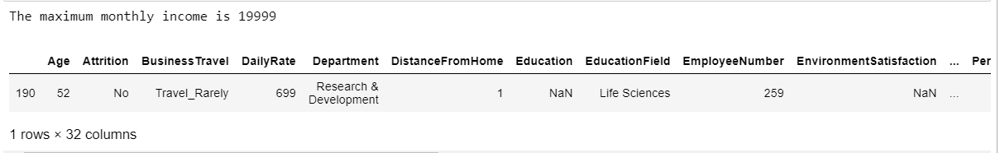 The maximum monthly income is 19999
Age Attrition BusinessTravel DailyRate Department DistanceFromHome Education EducationField EmployeeNumber EnvironmentSatisfaction ... Per
190 52 No Travel_Rarely 699 Research & Development 1 NaN Life Sciences 259 NaN ...
1 rows × 32 columns